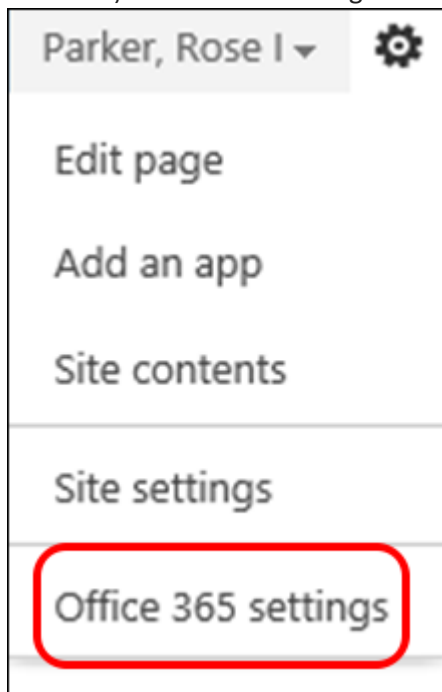 Parker, Rose I
Edit page
Add an app
Site contents
Site settings
Office 365 settings